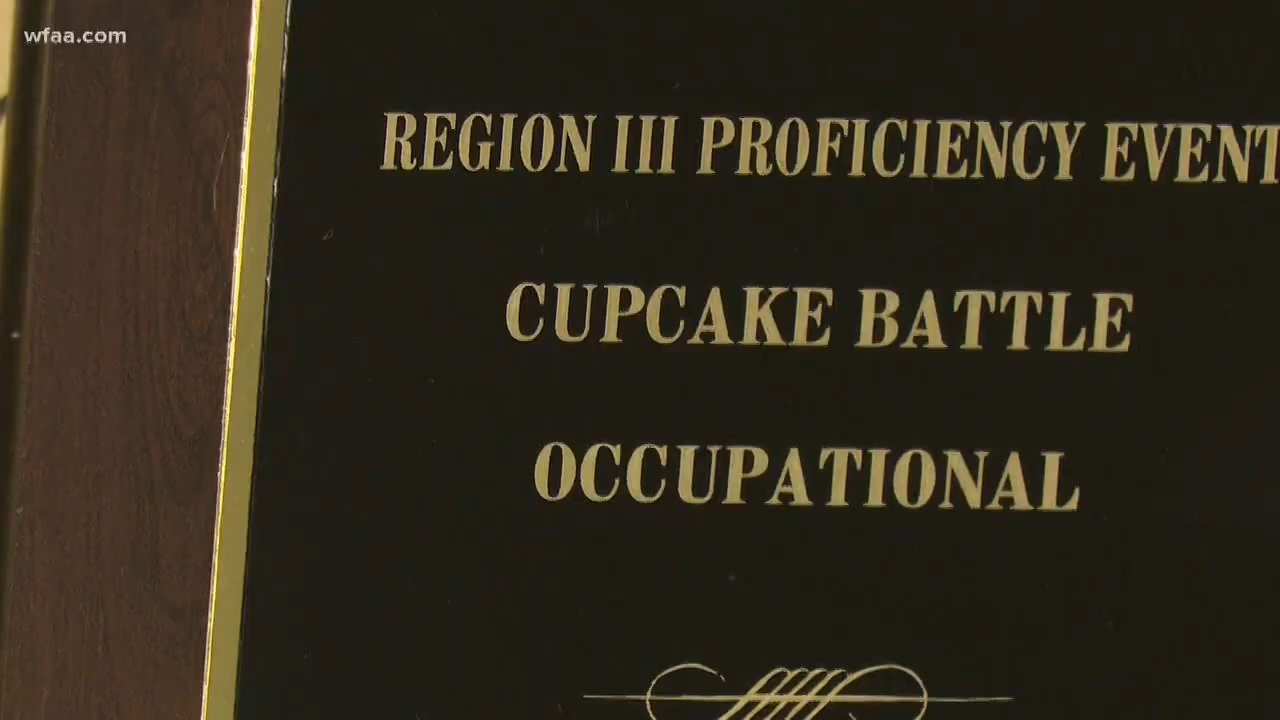 wfaa.com
REGION III PROFICIENCY EVENT
CUPCAKE BATTLE
OCCUPATIONAL